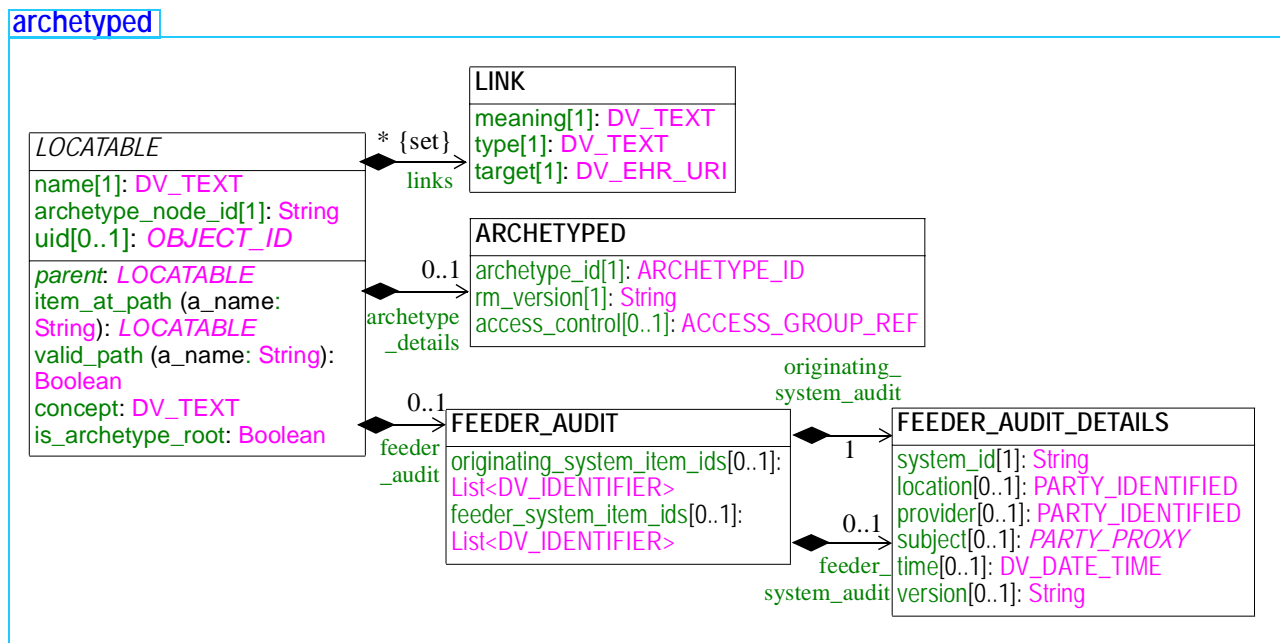 archetyped
LOCATABLE
name[1]: DV_TEXT
archetype_node_id[1]: String
uid[0..1]: OBJECT_ID
parent: LOCATABLE
item_at_path (a_name:
String): LOCATABLE
valid_path (a_name: String):
Boolean
concept: DV_TEXT
is_archetype_root: Boolean
* {set}
links
LINK
meaning[1]: DV_TEXT
type[1]: DV_TEXT
target[1]: DV_EHR_URI
0..1
archetype
_details
ARCHETYPED
archetype_id[1]: ARCHETYPE_ID
rm_version[1]: String
access_control[0..1]: ACCESS_GROUP_REF
0..1
feeder
_audit
FEEDER_AUDIT
originating_system_item_ids[0..1]:
List<DV_IDENTIFIER>
feeder_system_item_ids[0..1]:
List<DV_IDENTIFIER>
originating_
system_audit
1
0..1
feeder_
system_audit
FEEDER_AUDIT_DETAILS
system_id[1]: String
location[0..1]: PARTY_IDENTIFIED
provider[0..1]: PARTY_IDENTIFIED
subject[0..1]: PARTY_PROXY
time[0..1]: DV_DATE_TIME
version[0..1]: String